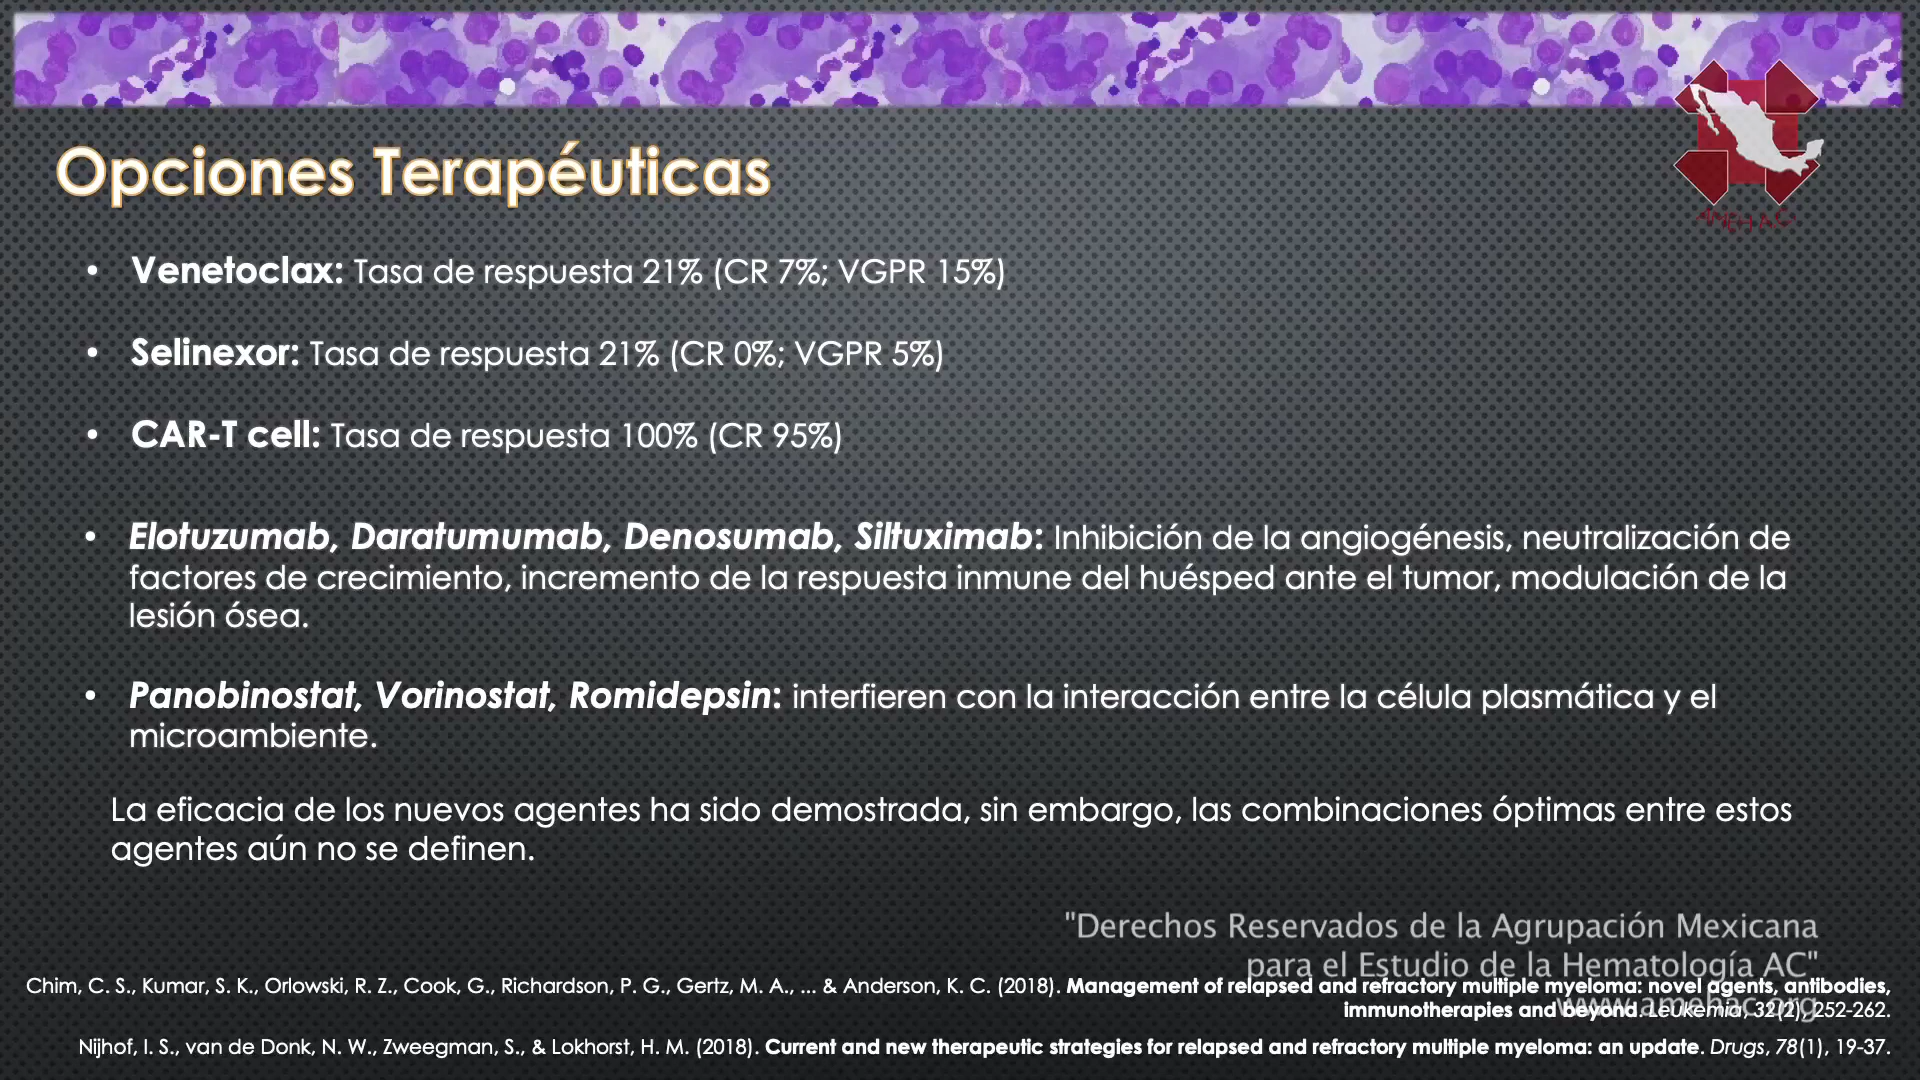 Opciones Terapéuticas
AMEH A.C.
• Venetoclax: Tasa de respuesta 21% (CR 7%; VGPR 15%)
• Selinexor: Tasa de respuesta 21% (CR 0%; VGPR 5%)
• CAR-T cell: Tasa de respuesta 100% (CR 95%)
• Elotuzumab, Daratumumab, Denosumab, Siltuximab: Inhibición de la angiogénesis, neutralización de
factores de crecimiento, incremento de la respuesta inmune del huésped ante el tumor, modulación de la
lesión ósea.
• Panobinostat, Vorinostat, Romidepsin: interfieren con la interacción entre la célula plasmática y el
microambiente.
La eficacia de los nuevos agentes ha sido demostrada, sin embargo, las combinaciones óptimas entre estos
agentes aún no se definen.
"Derechos Reservados de la Agrupación Mexicana
para el Estudio de la Hematología AC"
www.amehac.org
Chim, C. S., Kumar, S. K., Orlowski, R. Z., Cook, G., Richardson, P. G., Gertz, M. A., ... & Anderson, K. C. (2018). Management of relapsed and refractory multiple myeloma: novel agents, antibodies,
immunotherapies and beyond. Leukemia, 32(2), 252-262.
Nijhof, I. S., van de Donk, N. W., Zweegman, S., & Lokhorst, H. M. (2018). Current and new therapeutic strategies for relapsed and refractory multiple myeloma: an update. Drugs, 78(1), 19-37.